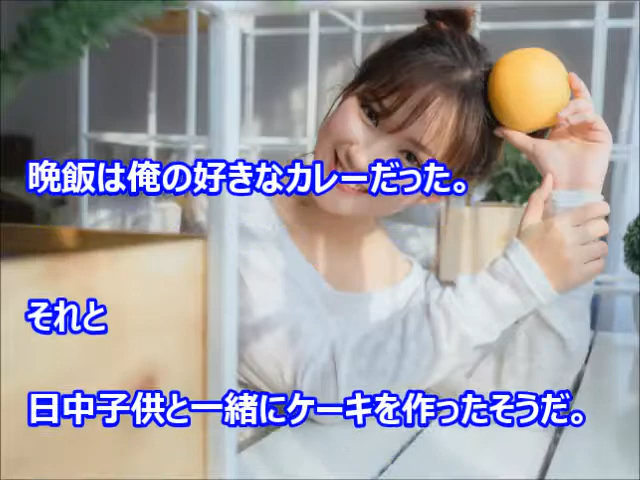 晩飯は俺の好きなカレーだった。
それと
日中子供と一緒にケーキを作ったそうだ。